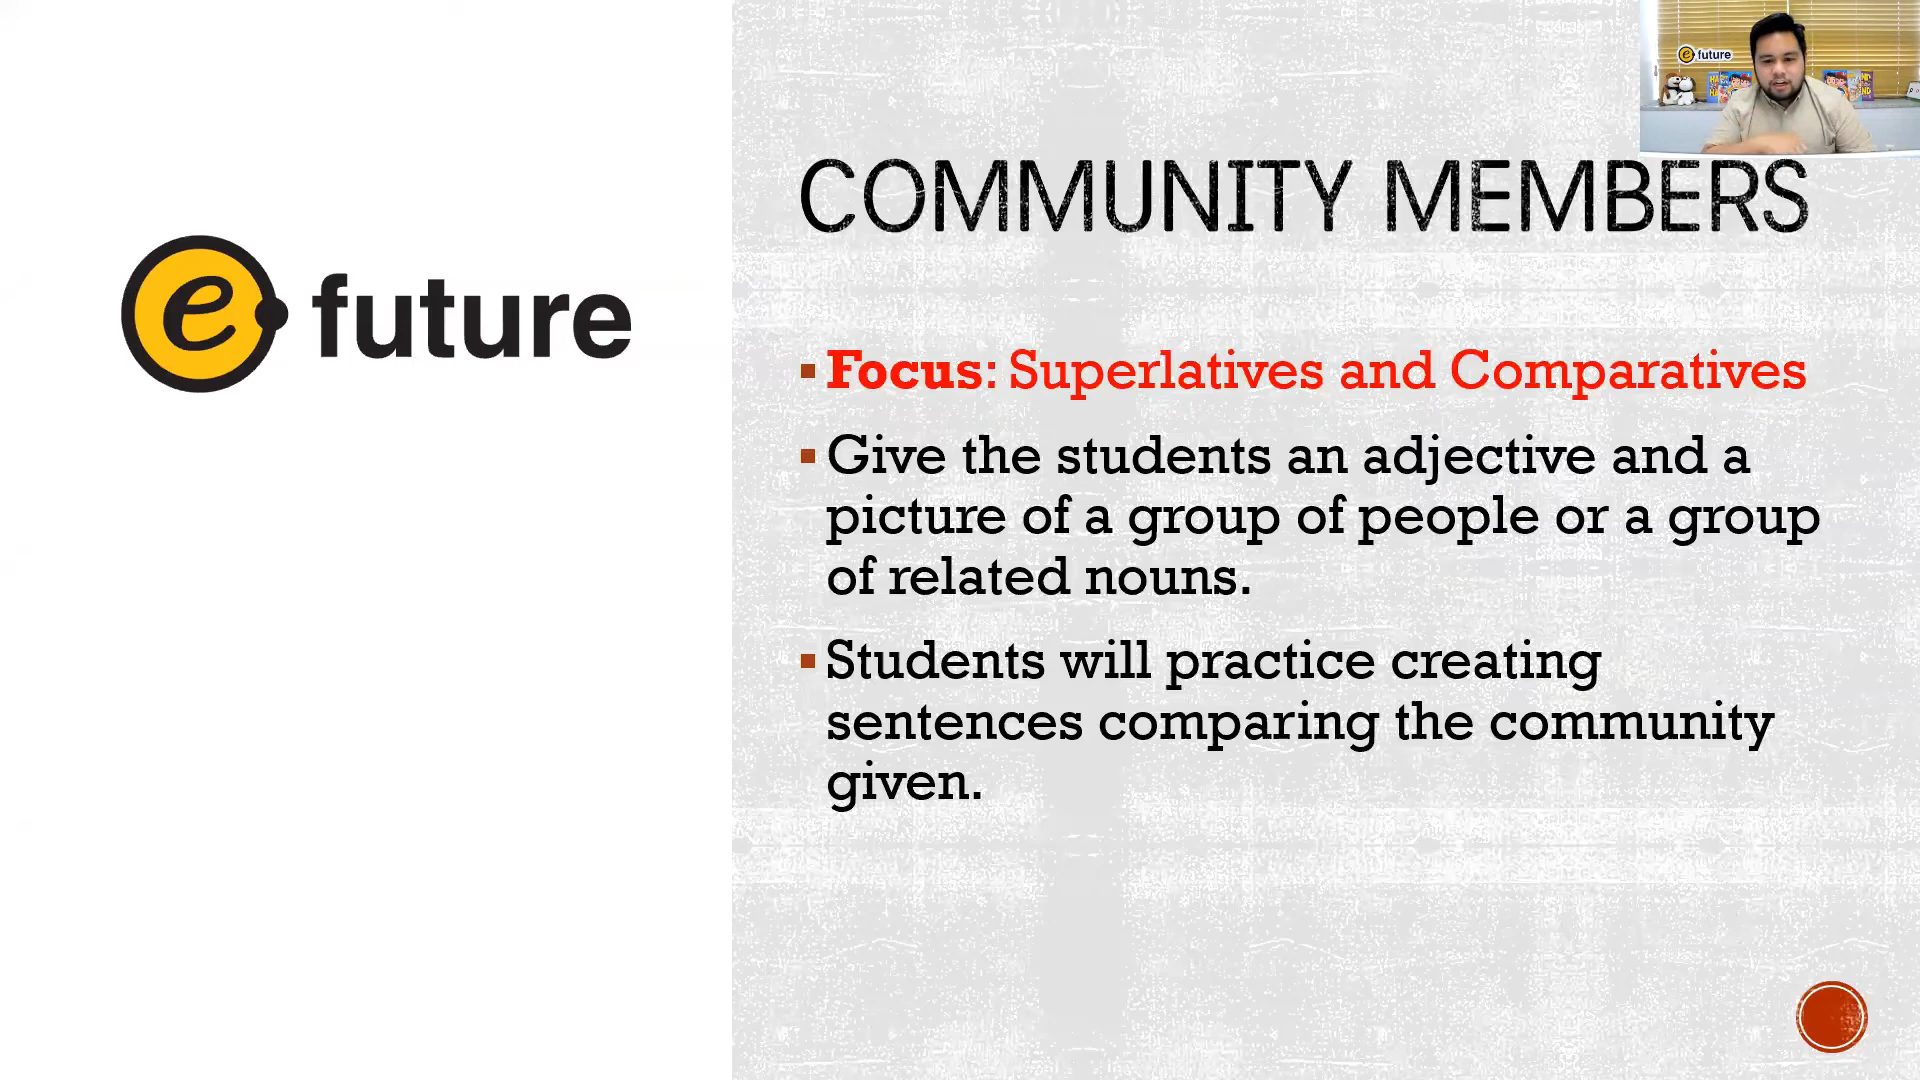 e future
future
COMMUNITY MEMBERS
Focus: Superlatives and Comparatives
Give the students an adjective and a
picture of a group of people or a group
of related nouns.
Students will practice creating
sentences comparing the community
given.